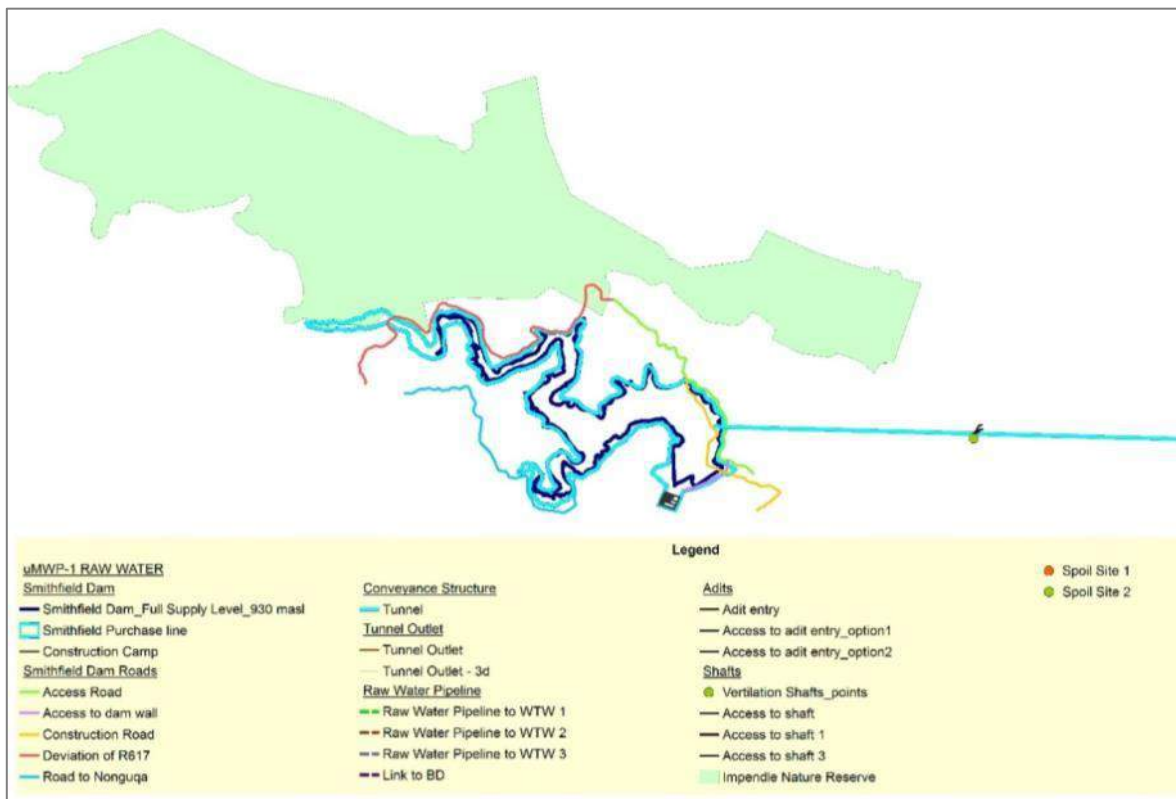 Legend
uMWP-1 RAW WATER
Smithfield Dam
Smithfield Dam_Full Supply Level_930 masl
Smithfield Purchase line
Construction Camp
Smithfield Dam Roads
Access Road
Access to dam wall
Construction Road
Deviation of R617
Road to Nonguqa
Conveyance Structure
Tunnel
Tunnel Outlet
Tunnel Outlet
Tunnel Outlet - 3d
Raw Water Pipeline
Raw Water Pipeline to WTW 1
Raw Water Pipeline to WTW 2
Raw Water Pipeline to WTW 3
Link to BD
Adits
Adit entry
Access to adit entry_option1
Access to adit entry_option2
Shafts
Vertilation Shafts_points
Access to shaft
Access to shaft 1
Access to shaft 3
Impendle Nature Reserve
Spoil Site 1
Spoil Site 2